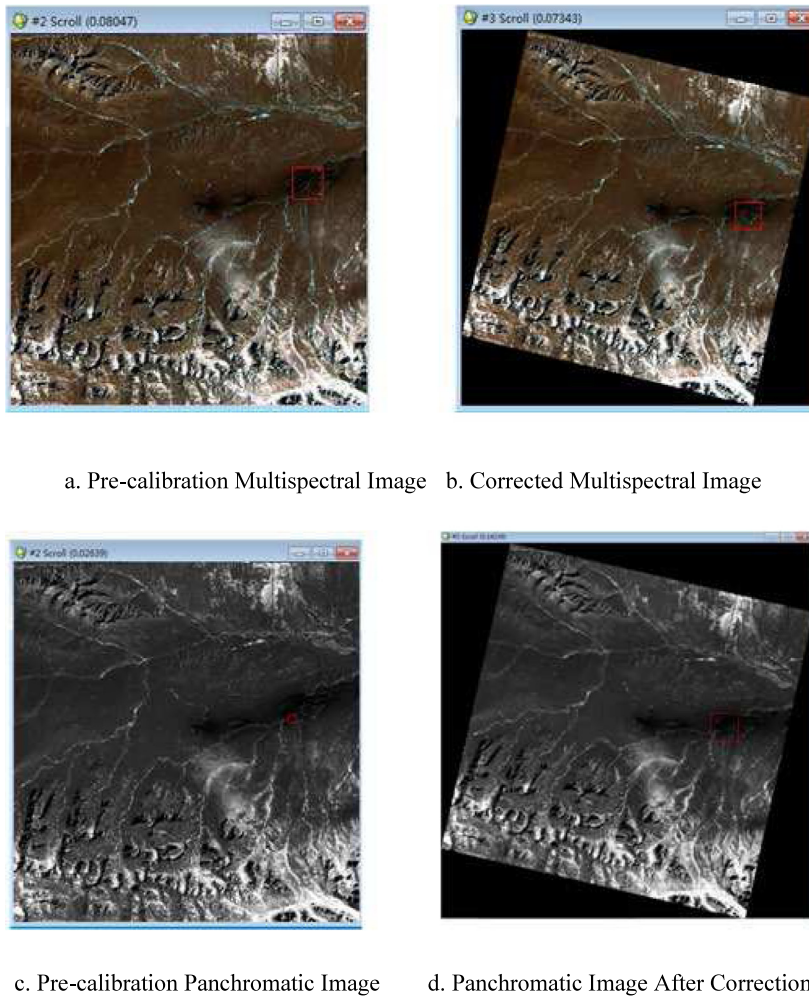 #2 Scroll (0.08047)
#3 Scroll (0.07343)
a. Pre-calibration Multispectral Image b. Corrected Multispectral Image
#2 Scroll (0.02639)
c. Pre-calibration Panchromatic Image d. Panchromatic Image After Correction